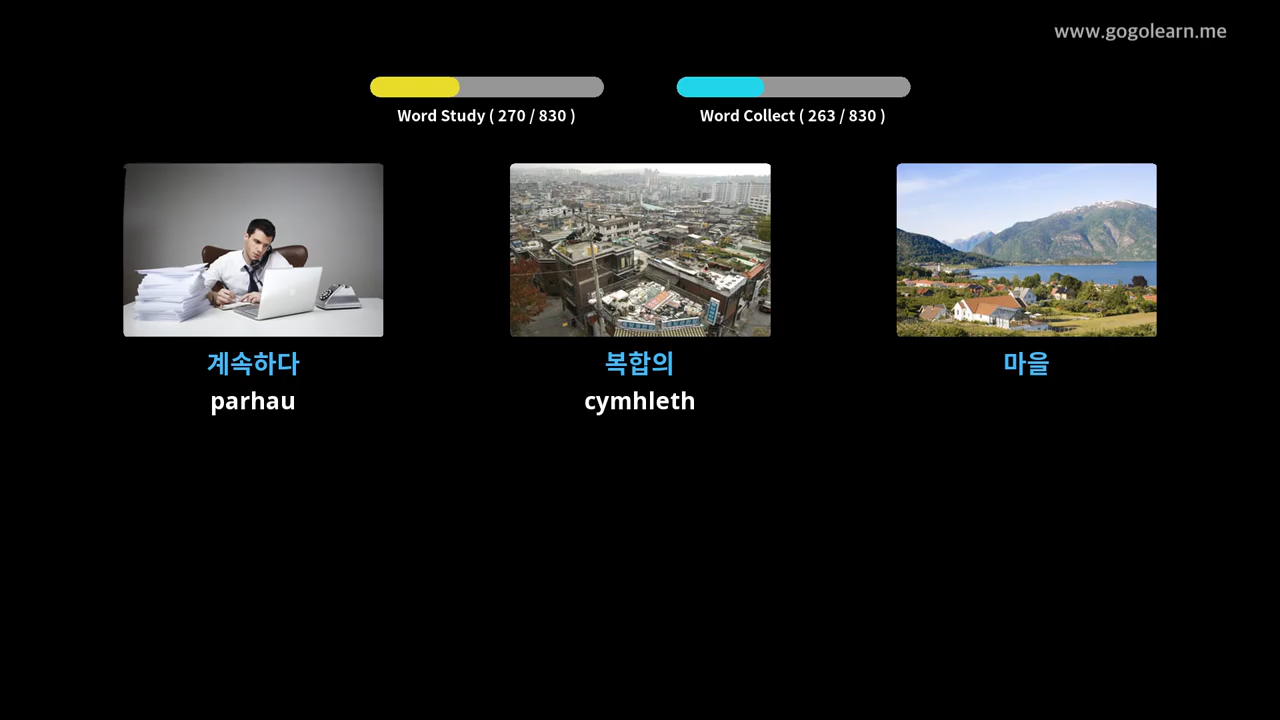 www.gogolearn.me
Word Study ( 270 / 830 )
Word Collect ( 263 / 830 )
계속하다
parhau
복합의
cymhleth
마을